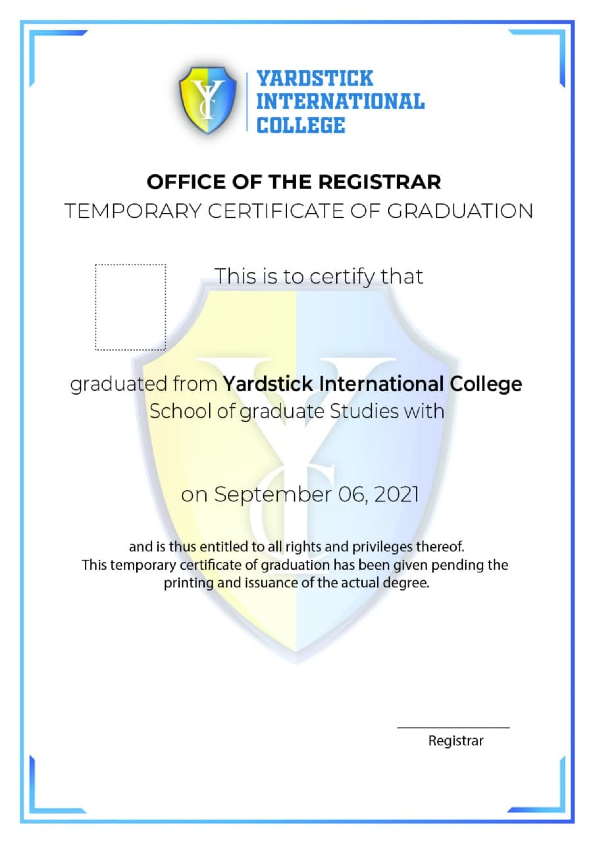 YARDSTICK
INTERNATIONAL
COLLEGE
OFFICE OF THE REGISTRAR
TEMPORARY CERTIFICATE OF GRADUATION
This is to certify that
graduated from Yardstick International College
School of graduate Studies with
on September 06, 2021
and is thus entitled to all rights and privileges thereof.
This temporary certificate of graduation has been given pending the
printing and issuance of the actual degree.
Registrar